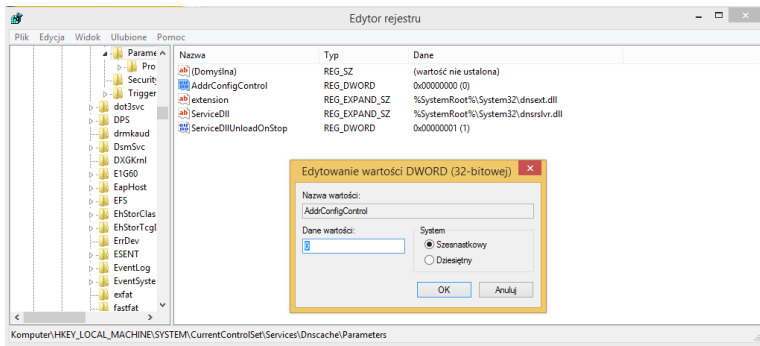 Edytor rejestru
Plik Edycja Widok Ulubione Pomoc
Parame
Pro
Securit
Trigger
dot3svc
DPS
drmkaud
DsmSvc
DXGKrnl
E1G60
EapHost
EFS
EhStorClas
EhStorTcgD
ErrDev
ESENT
EventLog
EventSyste
exfat
fastfat
Nazwa Typ Dane
(Domyślna) REG_SZ (wartość nie ustalona)
AddrConfigControl REG_DWORD 0x00000000 (0)
extension REG_EXPAND_SZ %SystemRoot%\System32\dnsext.dll
ServiceDll REG_EXPAND_SZ %SystemRoot%\System32\dnsrslvr.dll
ServiceDllUnloadOnStop REG_DWORD 0x00000001 (1)
Edytowanie wartości DWORD (32-bitowej)
Nazwa wartości:
AddrConfigControl
Dane wartości:
0
System
Szesnastkowy
Dziesiętny
OK Anuluj
Komputer\HKEY_LOCAL_MACHINE\SYSTEM\CurrentControlSet\Services\Dnscache\Parameters